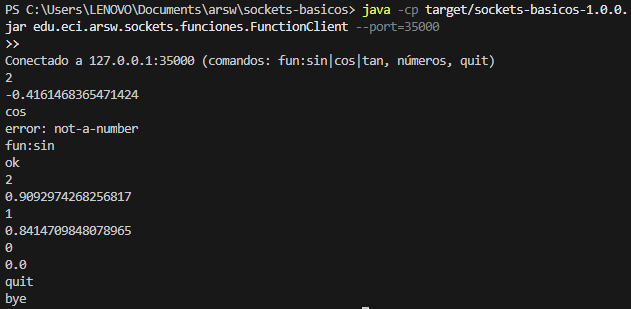 PS C:\Users\LENOVO\Documents\arsw\sockets-basicos> java -cp target/sockets-basicos-1.0.0.
jar edu.eci.arsw.sockets.funciones.FunctionClient --port=35000
>>
Conectado a 127.0.0.1:35000 (comandos: fun:sin|cos|tan, números, quit)
2
-0.4161468365471424
cos
error: not-a-number
fun:sin
ok
2
0.9092974268256817
1
0.8414709848078965
0
0.0
quit
bye